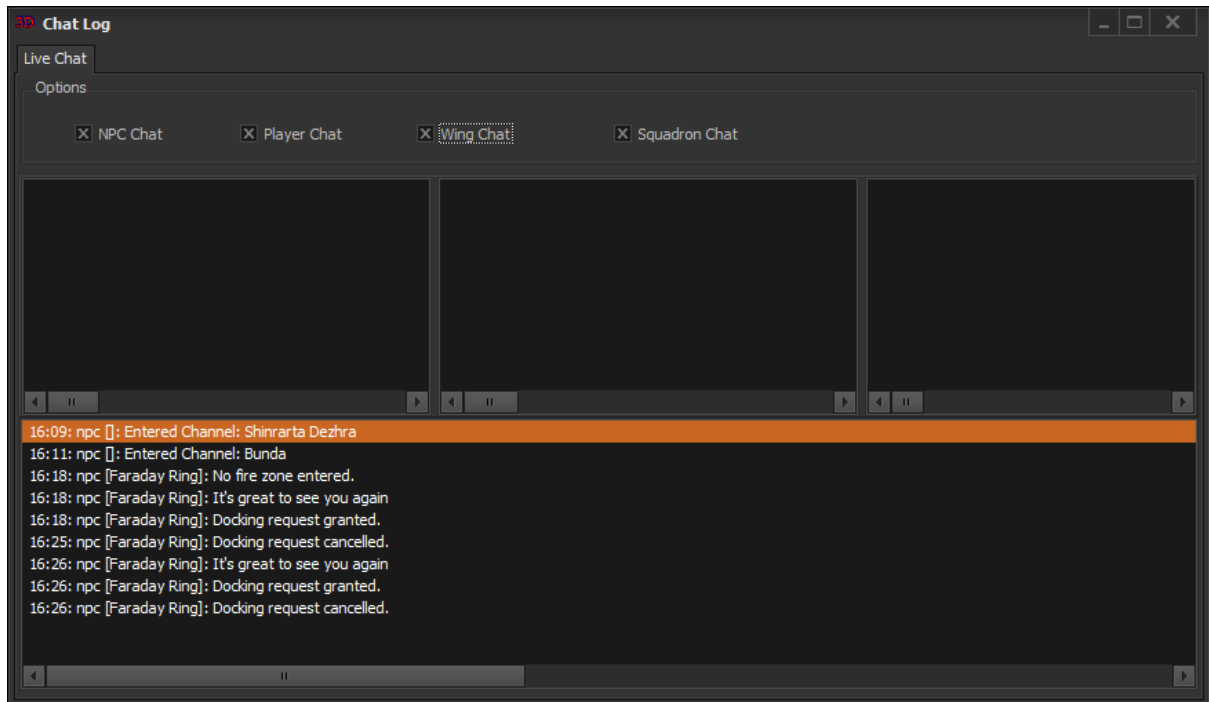 3D Chat Log
Live Chat
Options
NPC Chat Player Chat Wing Chat Squadron Chat
16:09: npc []: Entered Channel: Shinrarta Dezhra
16:11: npc []: Entered Channel: Bunda
16:18: npc [Faraday Ring]: No fire zone entered.
16:18: npc [Faraday Ring]: It's great to see you again
16:18: npc [Faraday Ring]: Docking request granted.
16:25: npc [Faraday Ring]: Docking request cancelled.
16:26: npc [Faraday Ring]: It's great to see you again
16:26: npc [Faraday Ring]: Docking request granted.
16:26: npc [Faraday Ring]: Docking request cancelled.